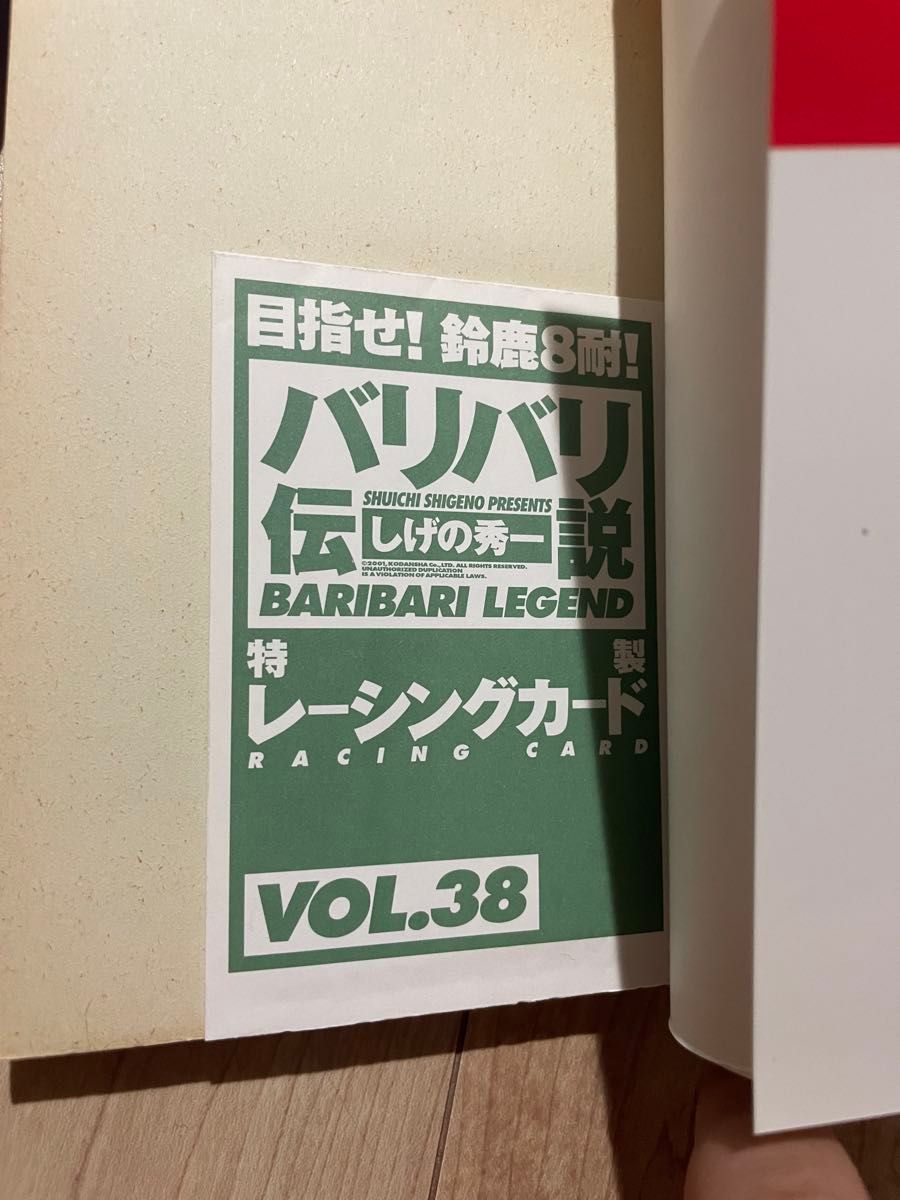 目指せ！鈴鹿8耐！
バリバリ
伝説
SHUICHI SHIGENO PRESENTS
しげの秀一
©2001, KODANSHA Co.,LTD. ALL RIGHTS RESERVED.
UNAUTHORIZED DUPLICATION
IS A VIOLATION OF APPLICABLE LAWS.
BARIBARI LEGEND
特製
レーシングカード
RACING CARD
VOL.38